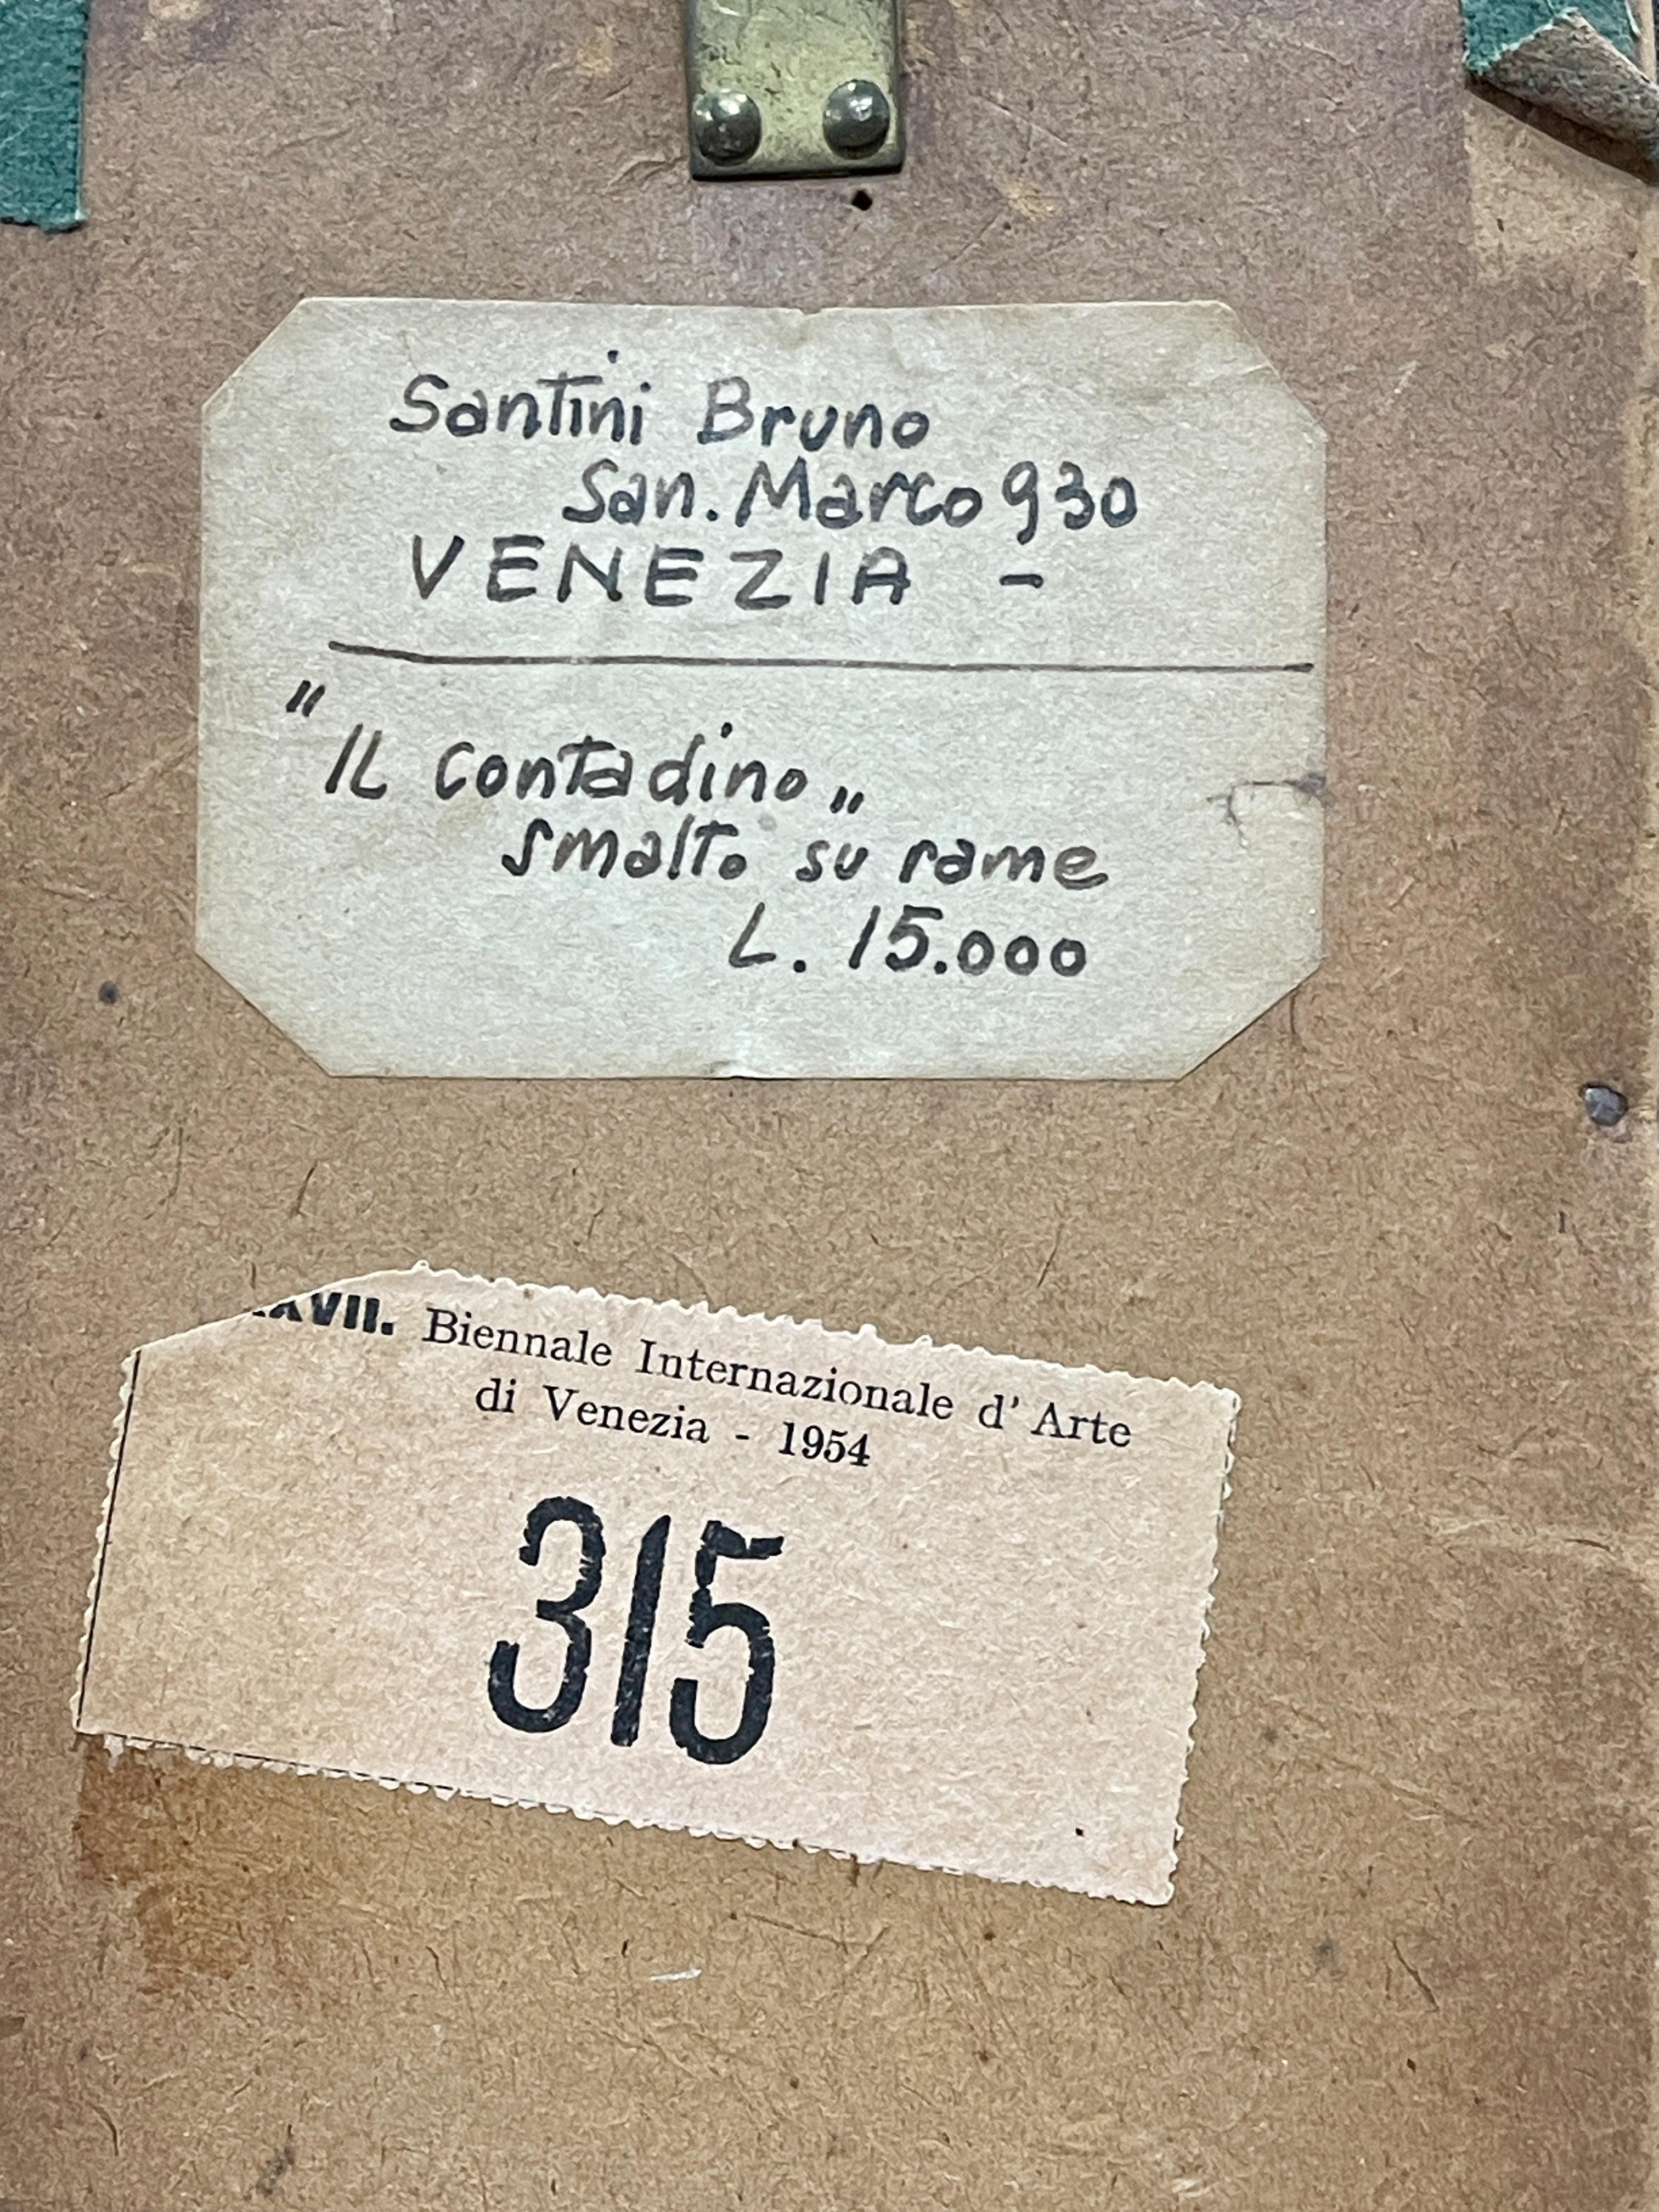 Santini Bruno
San. Marco 930
VENEZIA -
"IL contadino„
smalto su rame
L. 15.000
XXVII. Biennale Internazionale d'Arte
di Venezia - 1954
315